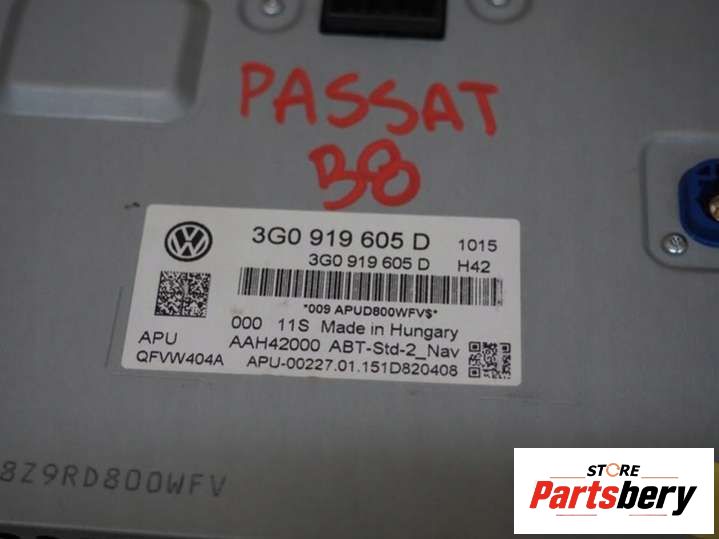 PASSAT
B8
3G0 919 605 D 1015
3G0 919 605 D H42
*009 APUD800WFV$*
000 11S Made in Hungary
APU AAH42000 ABT-Std-2_Nav
QFVW404A APU-00227.01.151D820408
8Z9RD800WFV
STORE
Partsbery